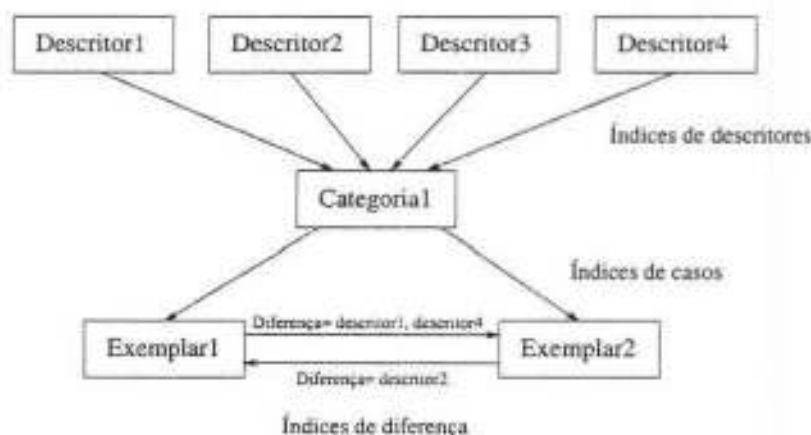 Descritor1 Descritor2 Descritor3 Descritor4
Índices de descritores
Categoria1
Índices de casos
Diferença= descritor1, descritor4
Exemplar1 Exemplar2
Diferença= descritor2
Índices de diferença